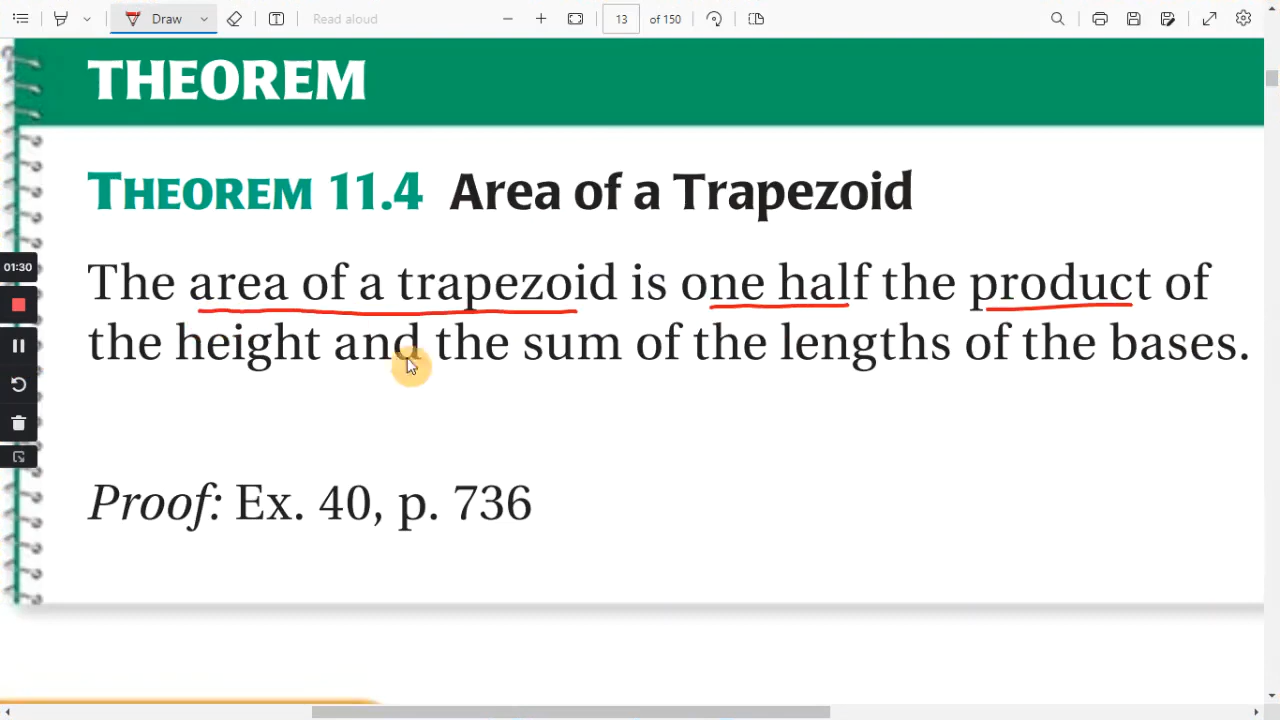 Draw
Read aloud
13 of 150
THEOREM
THEOREM 11.4 Area of a Trapezoid
01:30
The area of a trapezoid is one half the product of
the height and the sum of the lengths of the bases.
Proof: Ex. 40, p. 736